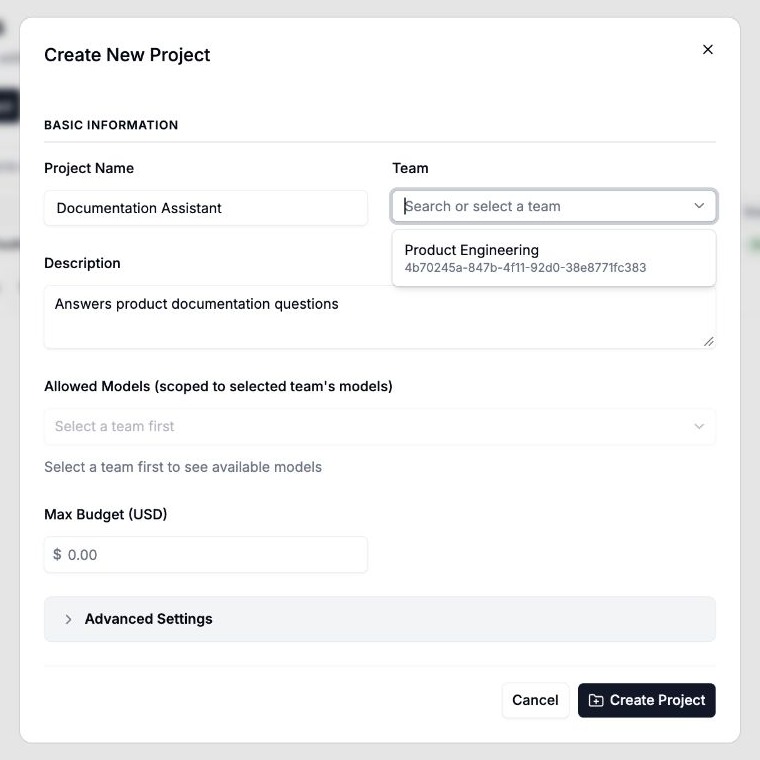 Create New Project
BASIC INFORMATION
Project Name
Team
Documentation Assistant
Search or select a team
Product Engineering
4b70245a-847b-4f11-92d0-38e8771fc383
Description
Answers product documentation questions
Allowed Models (scoped to selected team's models)
Select a team first
Select a team first to see available models
Max Budget (USD)
$ 0.00
Advanced Settings
Cancel
Create Project